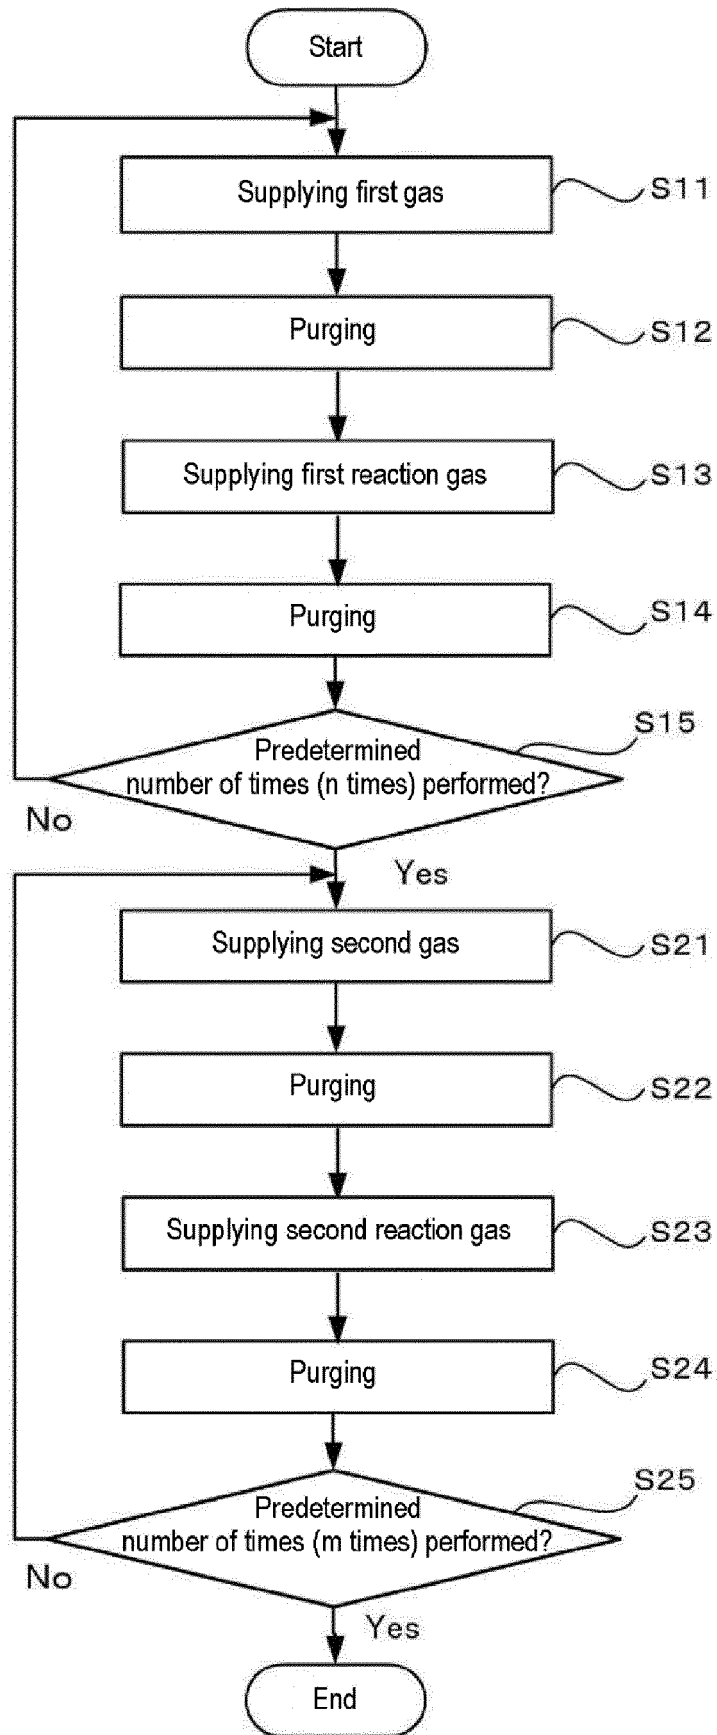 Start
Supplying first gas
S11
Purging
S12
Supplying first reaction gas
S13
Purging
S14
S15
Predetermined
number of times (n times) performed?
No
Yes
Supplying second gas
S21
Purging
S22
Supplying second reaction gas
S23
Purging
S24
S25
Predetermined
number of times (m times) performed?
No
Yes
End